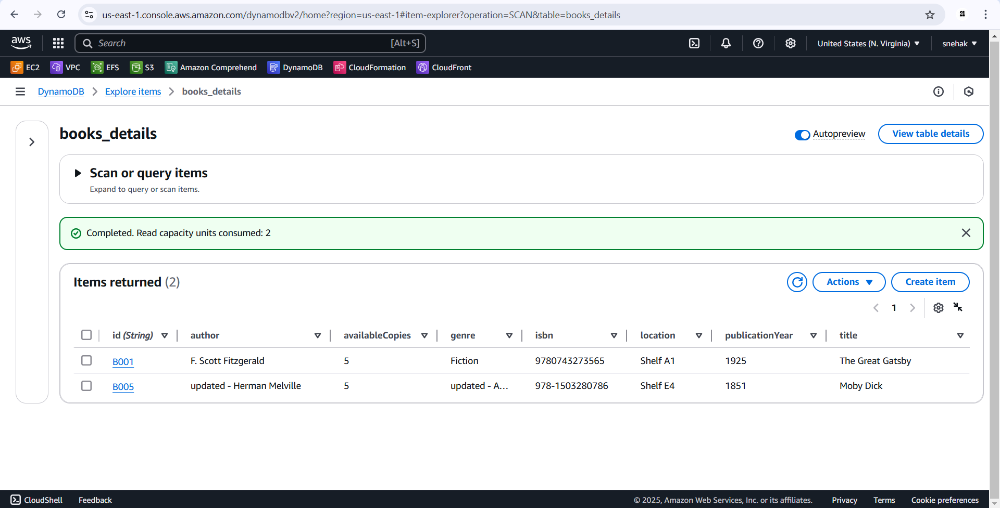 us-east-1.console.aws.amazon.com/dynamodbv2/home?region=us-east-1#item-explorer?operation=SCAN&table=books_details
21
aws Search [Alt+S] United States (N. Virginia) snehak
EC2 VPC EFS S3 Amazon Comprehend DynamoDB CloudFormation CloudFront
DynamoDB Explore items books_details
books_details Autopreview View table details
Scan or query items
Expand to query or scan items.
Completed. Read capacity units consumed: 2
Items returned (2) Actions Create item
1
id (String) author availableCopies genre isbn location publicationYear title
B001 F. Scott Fitzgerald 5 Fiction 9780743273565 Shelf A1 1925 The Great Gatsby
B005 updated - Herman Melville 5 updated - A... 978-1503280786 Shelf E4 1851 Moby Dick
CloudShell Feedback © 2025, Amazon Web Services, Inc. or its affiliates. Privacy Terms Cookie preferences